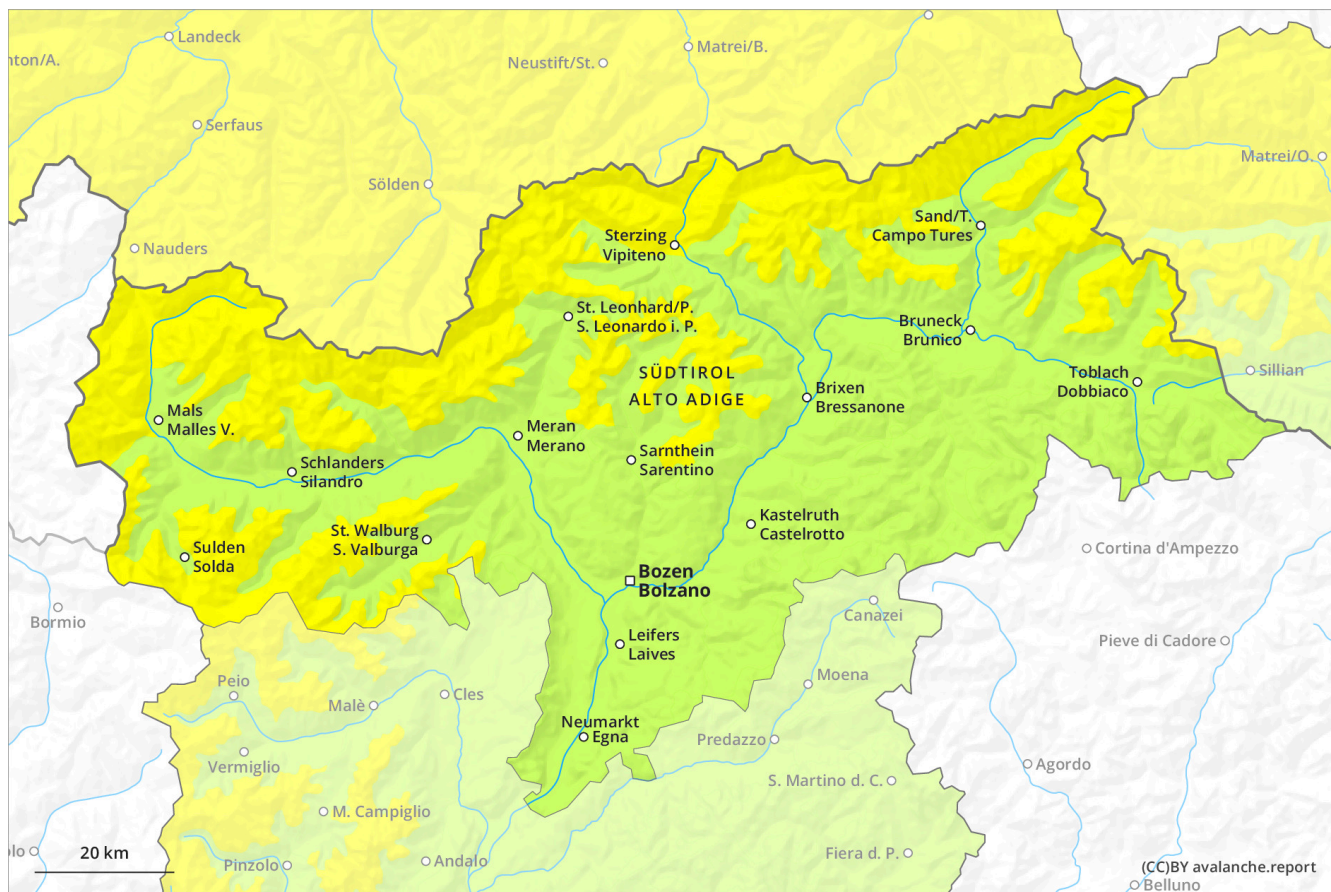 Landeck
nton/A.
Matrei/B.
Neustift/St.
Serfaus
Matrei/O.
Sölden
Sand/T.
Campo Tures
Sterzing
Vipiteno
Nauders
St. Leonhard/P.
S. Leonardo i. P.
Bruneck
Brunico
SÜDTIROL
ALTO ADIGE
Toblach
Dobbiaco
Sillian
Brixen
Bressanone
Mals
Malles V.
Meran
Merano
Sarnthein
Sarentino
Schlanders
Silandro
Kastelruth
Castelrotto
St. Walburg
S. Valburga
Sulden
Solda
Cortina d'Ampezzo
Bozen
Bolzano
Bormio
Canazei
Leifers
Laives
Pieve di Cadore
Peio
Moena
Cles
Malè
Neumarkt
Egna
Predazzo
Vermiglio
Agordo
S. Martino d. C.
M. Campiglio
olo
20 km
Pinzolo
Andalo
Fiera d. P.
(CC)BY avalanche.report
Belluno